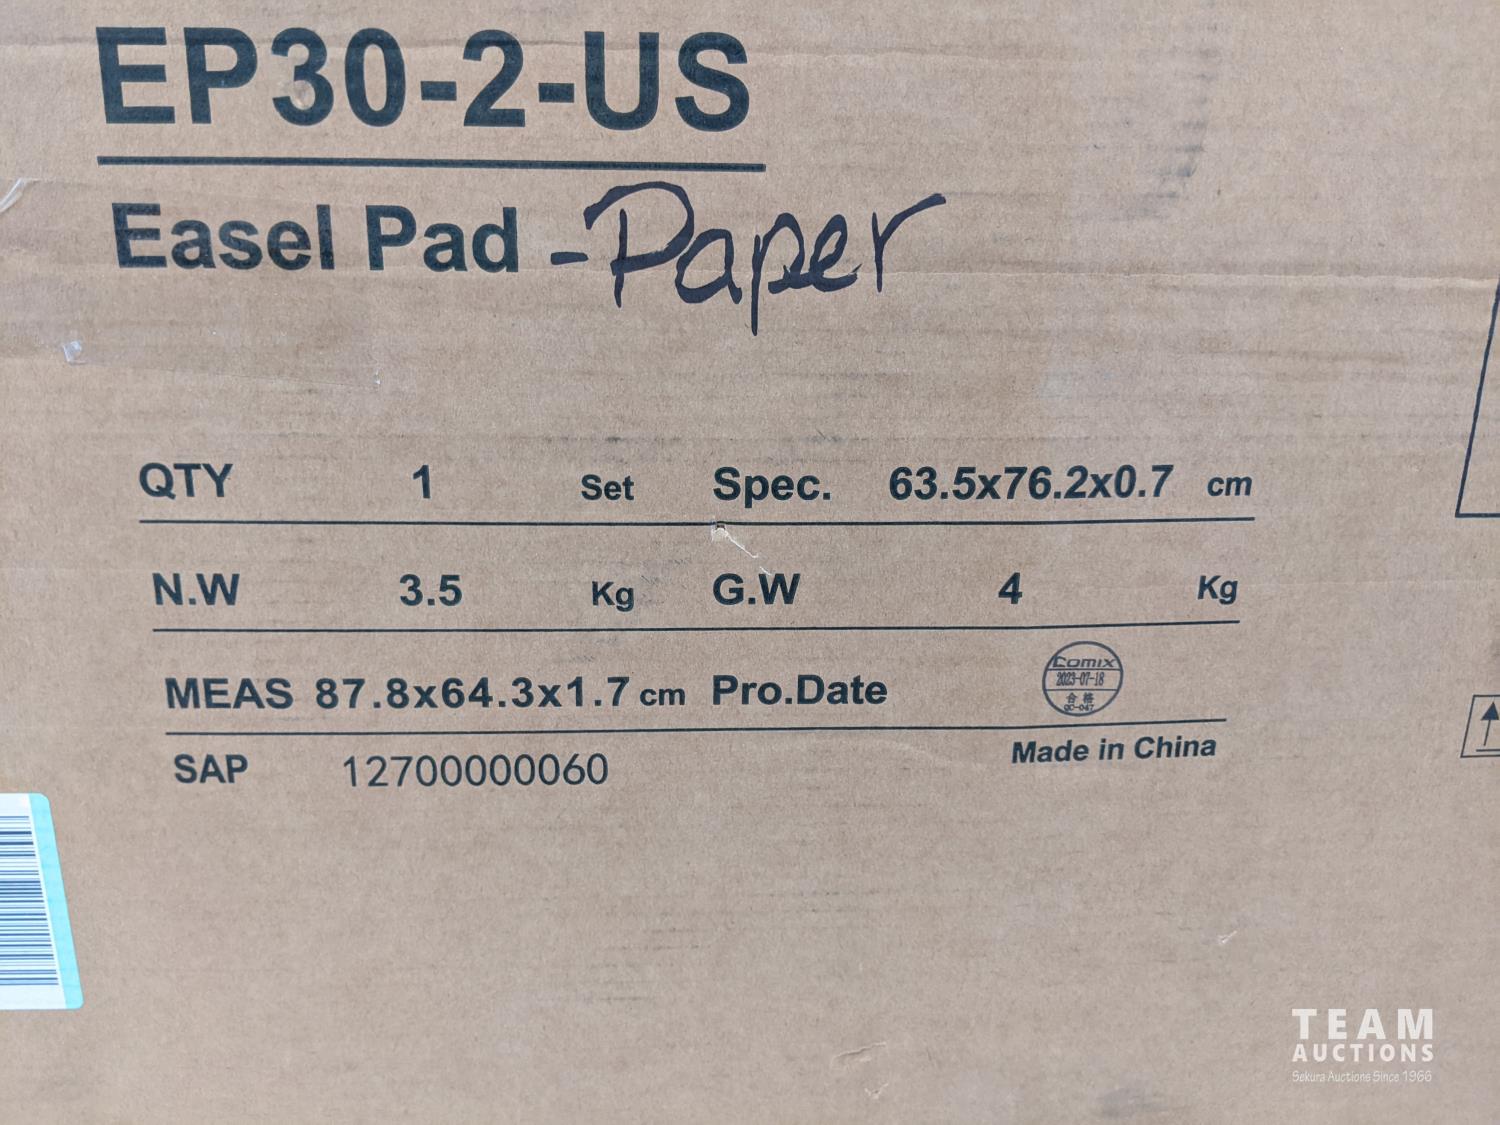 EP30-2-US
Easel Pad -Paper
QTY 1 Set Spec. 63.5x76.2x0.7 cm
N.W 3.5 Kg G.W 4 Kg
MEAS 87.8x64.3x1.7 cm Pro.Date
Comix
2023-07-18
合格
QC-047
Made in China
SAP 12700000060
TEAM
AUCTIONS
Sekura Auctions Since 1966